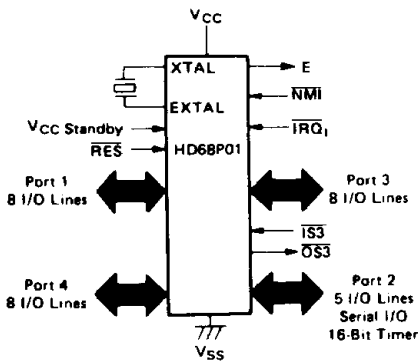 VCC
XTAL
E
EXTAL
NMI
VCC Standby
IRQ1
RES
HD68P01
Port 1
8 I/O Lines
Port 3
8 I/O Lines
IS3
OS3
Port 4
8 I/O Lines
Port 2
5 I/O Lines
Serial I/O
16-Bit Timer
VSS